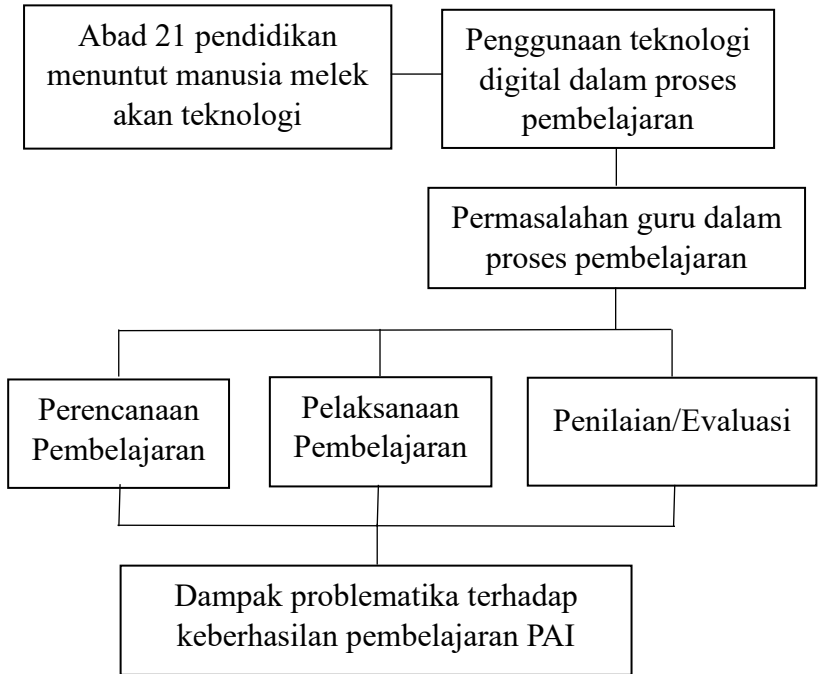 Abad 21 pendidikan
menuntut manusia melek
akan teknologi
Penggunaan teknologi
digital dalam proses
pembelajaran
Permasalahan guru dalam
proses pembelajaran
Perencanaan
Pembelajaran
Pelaksanaan
Pembelajaran
Penilaian/Evaluasi
Dampak problematika terhadap
keberhasilan pembelajaran PAI